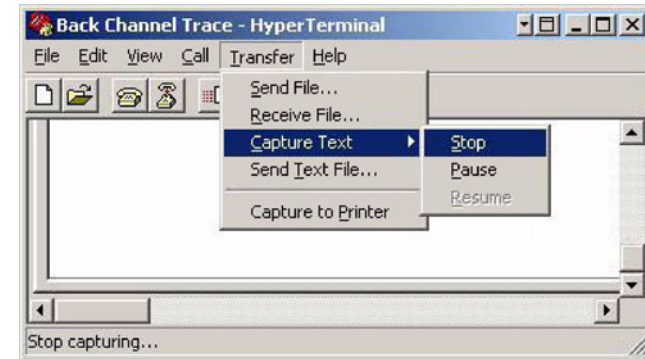 Back Channel Trace - HyperTerminal
File Edit View Call Transfer Help
Send File...
Receive File...
Capture Text Stop
Send Text File... Pause
Resume
Capture to Printer
Stop capturing...